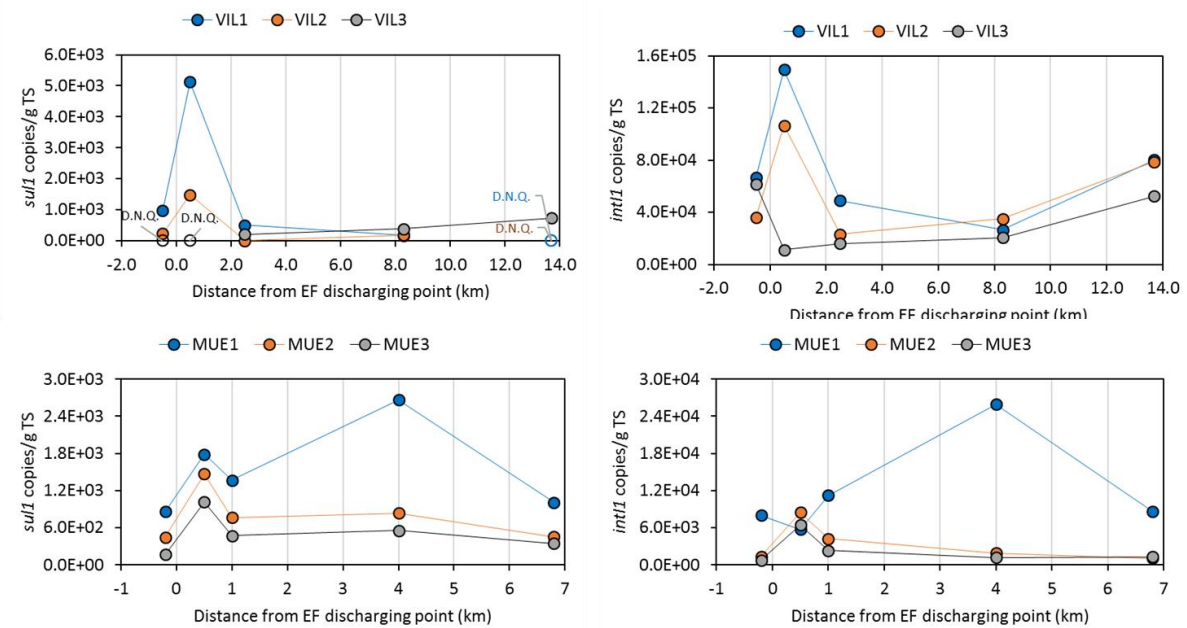 VIL1 VIL2 VIL3
sul1 copies/g TS
6.0E+03
5.0E+03
4.0E+03
3.0E+03
2.0E+03
1.0E+03
0.0E+00
D.N.Q.
D.N.Q.
D.N.Q.
D.N.Q.
-2.0 0.0 2.0 4.0 6.0 8.0 10.0 12.0 14.0
Distance from EF discharging point (km)
VIL1 VIL2 VIL3
intI1 copies/g TS
1.6E+05
1.2E+05
8.0E+04
4.0E+04
0.0E+00
-2.0 0.0 2.0 4.0 6.0 8.0 10.0 12.0 14.0
Distance from EF discharging point (km)
MUE1 MUE2 MUE3
sul1 copies/g TS
3.0E+03
2.4E+03
1.8E+03
1.2E+03
6.0E+02
0.0E+00
-1 0 1 2 3 4 5 6 7
Distance from EF discharging point (km)
MUE1 MUE2 MUE3
intI1 copies/g TS
3.0E+04
2.4E+04
1.8E+04
1.2E+04
6.0E+03
0.0E+00
-1 0 1 2 3 4 5 6 7
Distance from EF discharging point (km)